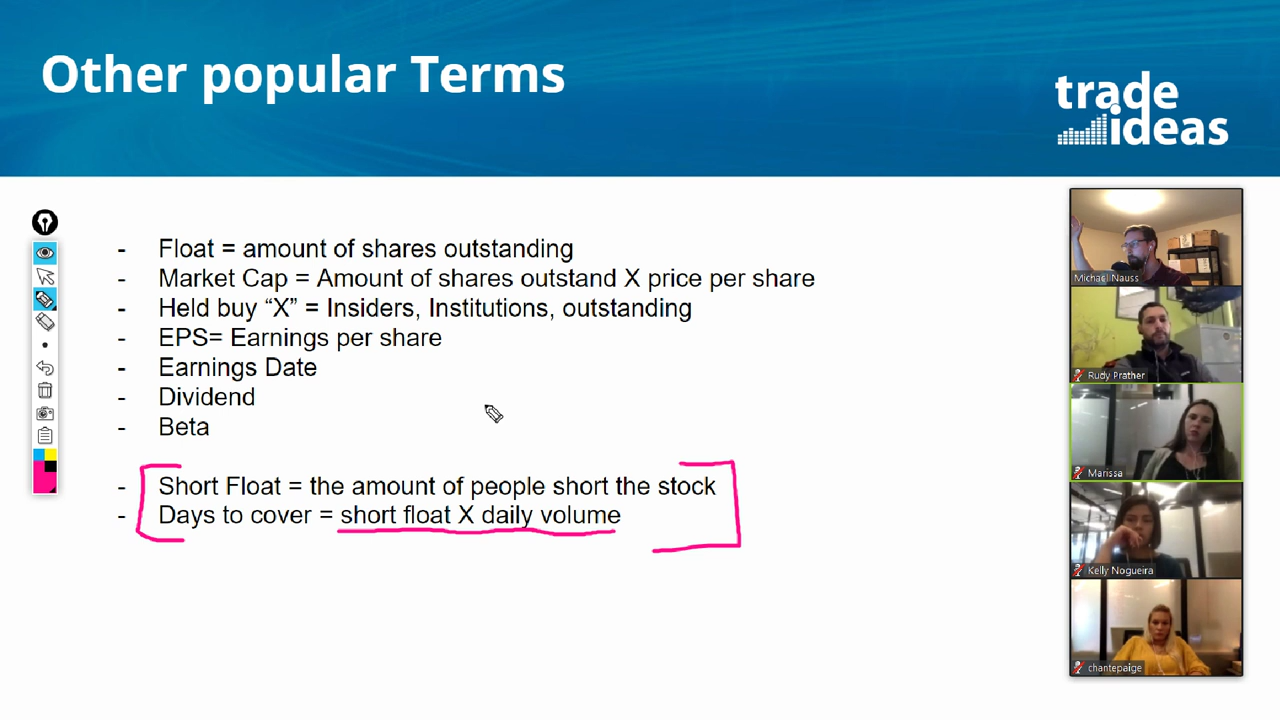 Other popular Terms
trade
ideas
- Float = amount of shares outstanding
- Market Cap = Amount of shares outstand X price per share
- Held buy “X” = Insiders, Institutions, outstanding
- EPS= Earnings per share
- Earnings Date
- Dividend
- Beta
- Short Float = the amount of people short the stock
- Days to cover = short float X daily volume
Michael Nauss
Rudy Prather
Marissa
Kelly Nogueira
chantepaige